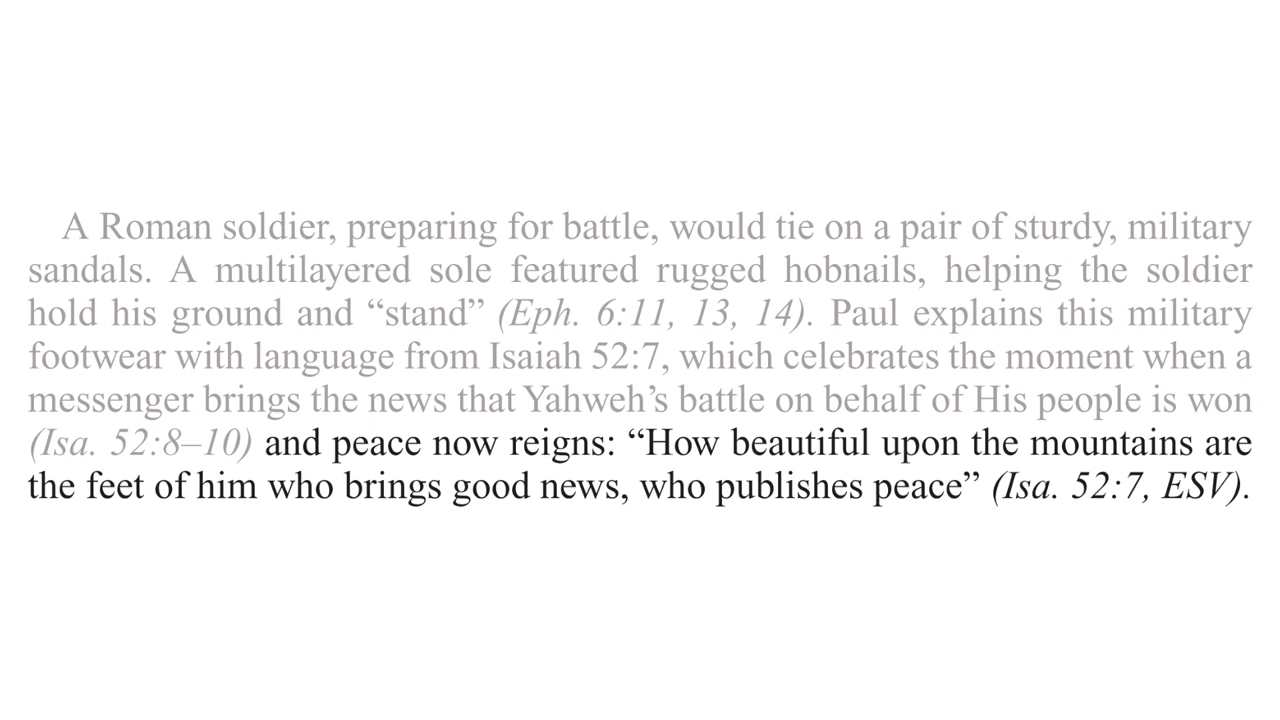 A Roman soldier, preparing for battle, would tie on a pair of sturdy, military
sandals. A multilayered sole featured rugged hobnails, helping the soldier
hold his ground and “stand” (Eph. 6:11, 13, 14). Paul explains this military
footwear with language from Isaiah 52:7, which celebrates the moment when a
messenger brings the news that Yahweh’s battle on behalf of His people is won
(Isa. 52:8–10) and peace now reigns: “How beautiful upon the mountains are
the feet of him who brings good news, who publishes peace” (Isa. 52:7, ESV).